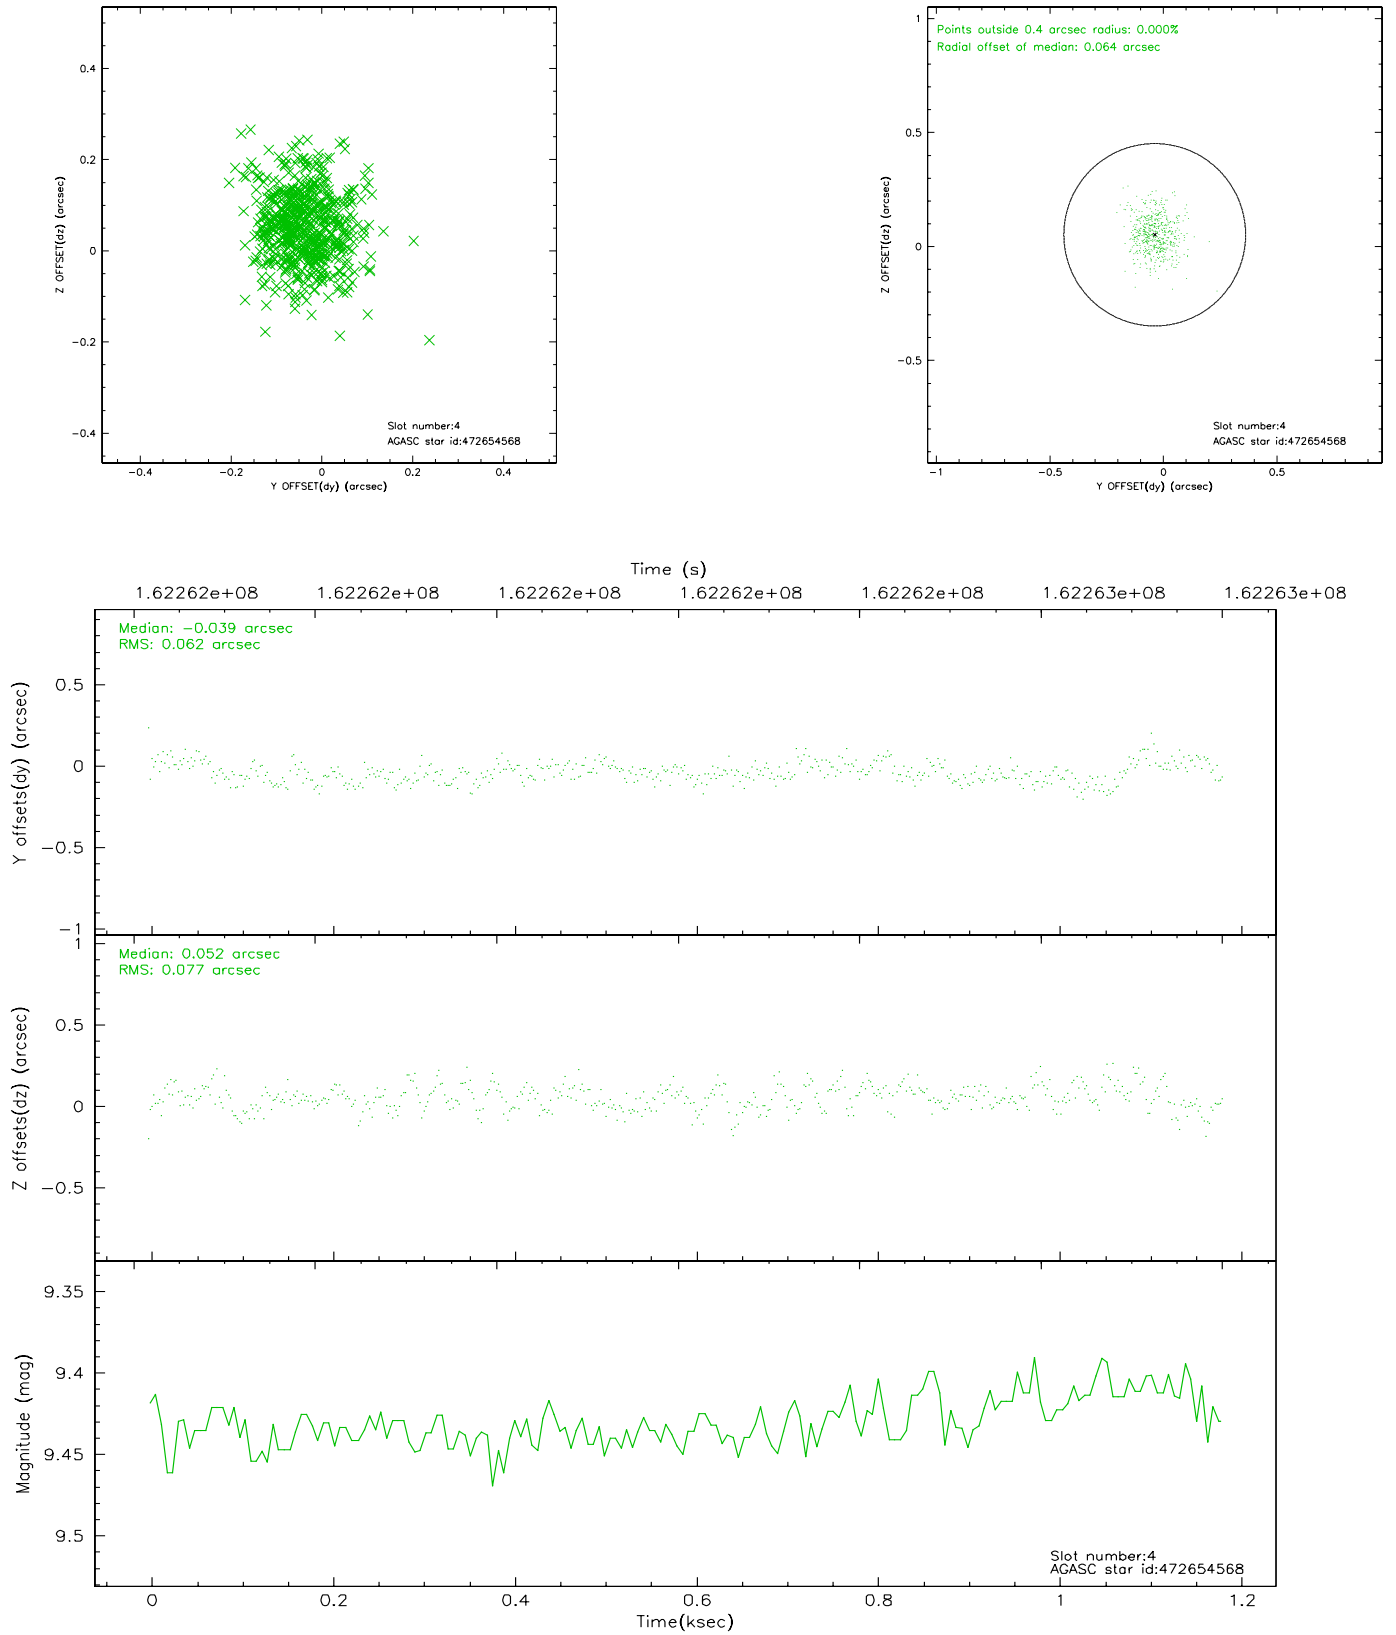 0.4
0.2
0
−0.2
−0.4
Z OFFSET(dz) (arcsec)
Slot number:4
AGASC star id:472654568
−0.4 −0.2 0 0.2 0.4
Y OFFSET(dy) (arcsec)
1
0.5
0
−0.5
Z OFFSET(dz) (arcsec)
Points outside 0.4 arcsec radius: 0.000%
Radial offset of median: 0.064 arcsec
Slot number:4
AGASC star id:472654568
−1 −0.5 0 0.5
Y OFFSET(dy) (arcsec)
Time (s)
1.62262e+08 1.62262e+08 1.62262e+08 1.62262e+08 1.62262e+08 1.62263e+08 1.62263e+08
Median: −0.039 arcsec
RMS: 0.062 arcsec
0.5
0
−0.5
−1
Y offsets(dy) (arcsec)
Median: 0.052 arcsec
RMS: 0.077 arcsec
1
0.5
0
−0.5
Z offsets(dz) (arcsec)
9.35
9.4
9.45
9.5
Magnitude (mag)
Slot number:4
AGASC star id:472654568
0 0.2 0.4 0.6 0.8 1 1.2
Time(ksec)